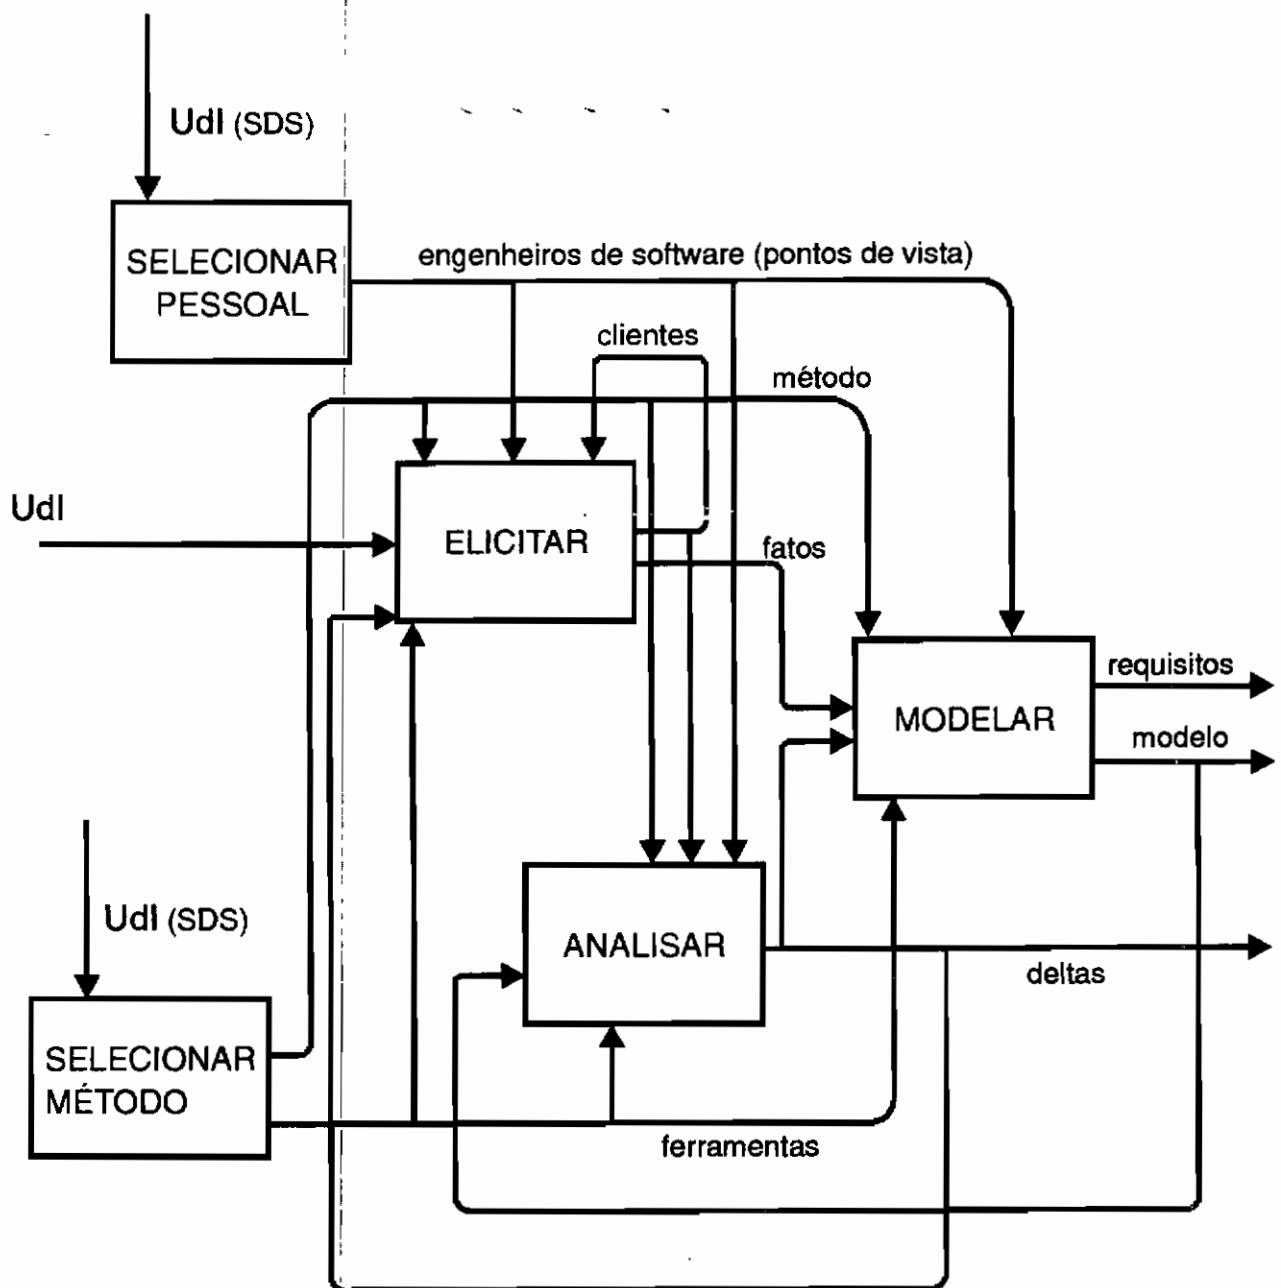 UdI (SDS)
SELECIONAR
PESSOAL
engenheiros de software (pontos de vista)
clientes
método
UdI
ELICITAR
fatos
requisitos
MODELAR
modelo
UdI (SDS)
ANALISAR
deltas
SELECIONAR
MÉTODO
ferramentas